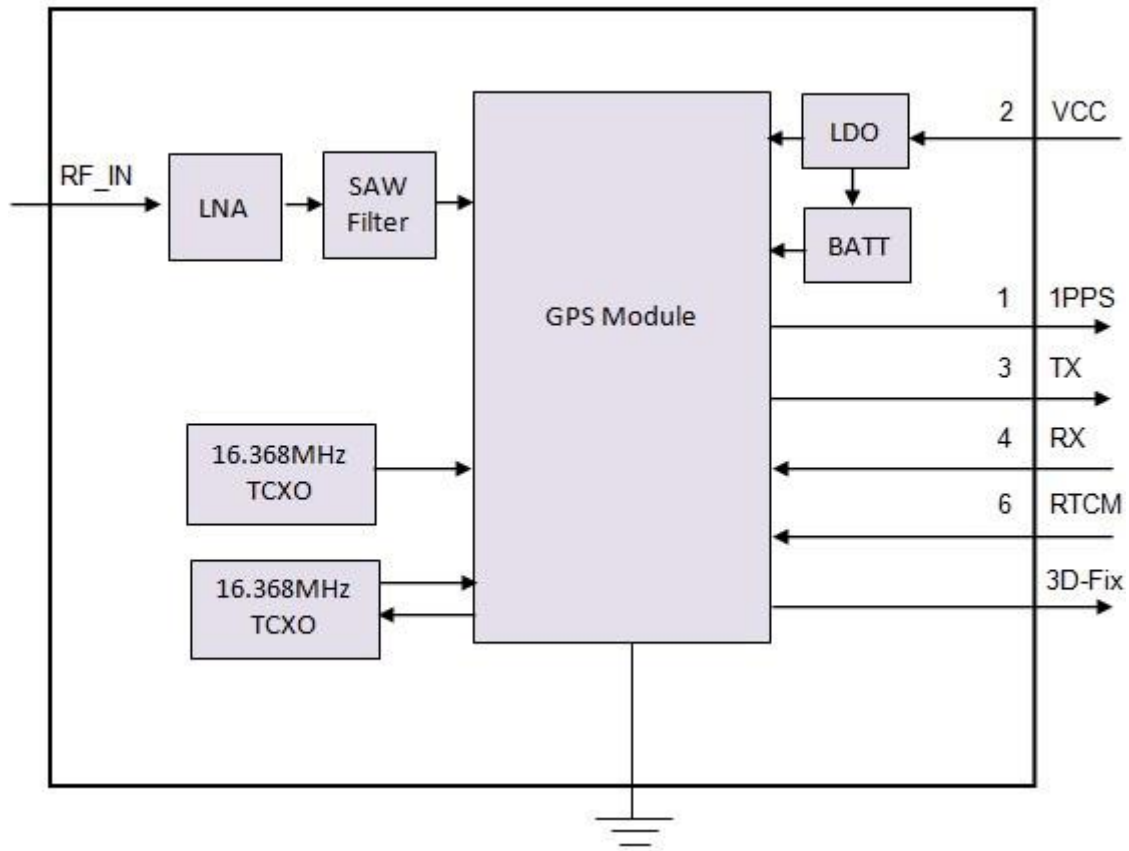 RF_IN
LNA
SAW
Filter
GPS Module
LDO
BATT
2 VCC
1 1PPS
3 TX
4 RX
6 RTCM
3D-Fix
16.368MHz
TCXO
16.368MHz
TCXO